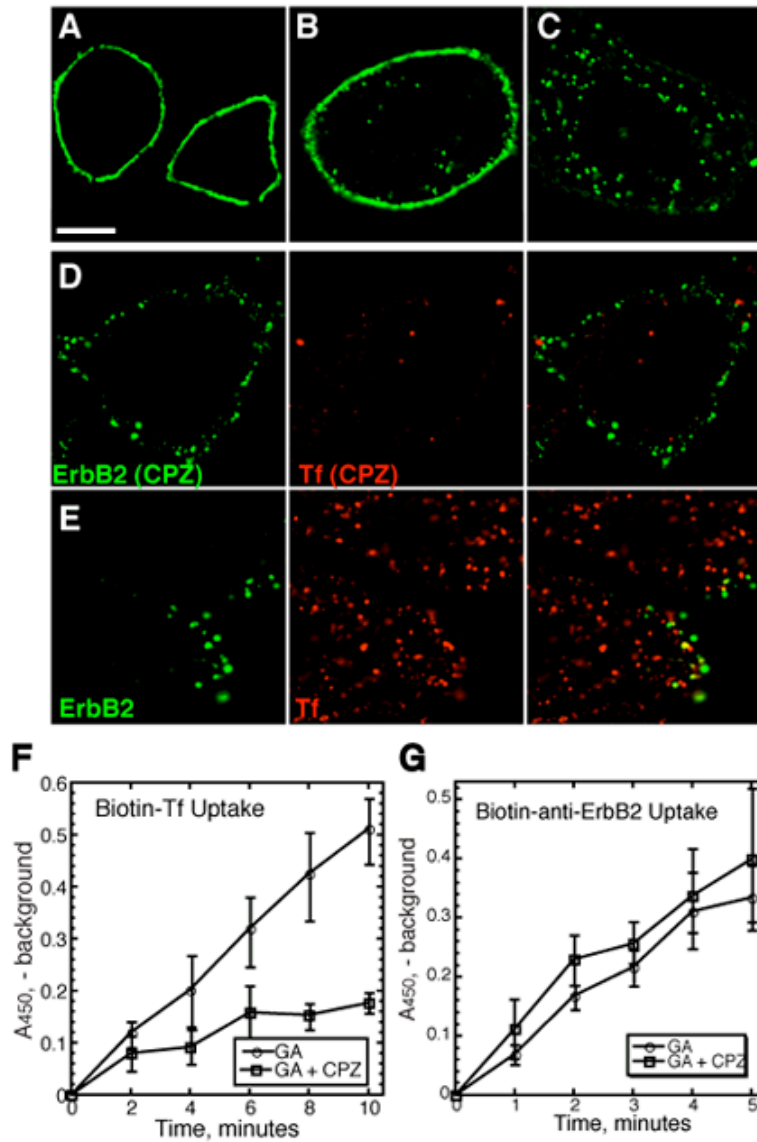 A B C
D
ErbB2 (CPZ) Tf (CPZ)
E
ErbB2 Tf
F G
0.6
0.5
0.4
0.3
0.2
0.1
0
Biotin-Tf Uptake
A450, - background
GA
GA + CPZ
0 2 4 6 8 10
Time, minutes
0.5
0.4
0.3
0.2
0.1
0
Biotin-anti-ErbB2 Uptake
A450, - background
GA
GA + CPZ
0 1 2 3 4 5
Time, minutes